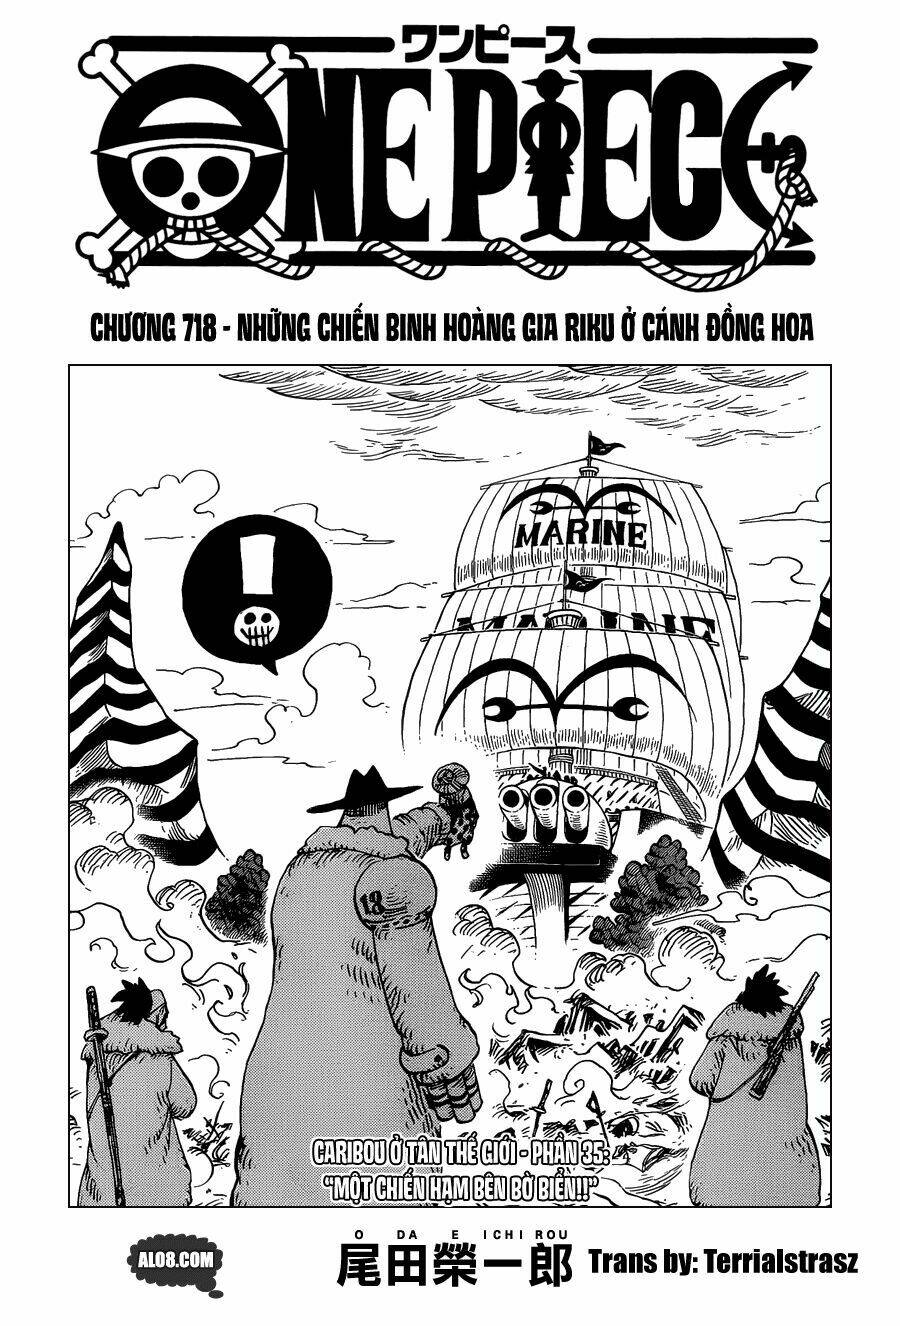 ワンピース
ONE PIECE
CHƯƠNG 718 - NHỮNG CHIẾN BINH HOÀNG GIA RIKU Ở CÁNH ĐỒNG HOA
!
MARINE
MARINE
18
CARIBOU Ở TÂN THẾ GIỚI - PHẦN 35:
“MỘT CHIẾN HẠM BÊN BỜ BIỂN!!”
O DA E ICHI ROU
尾田榮一郎
Trans by: Terrialstrasz
ALO8.COM